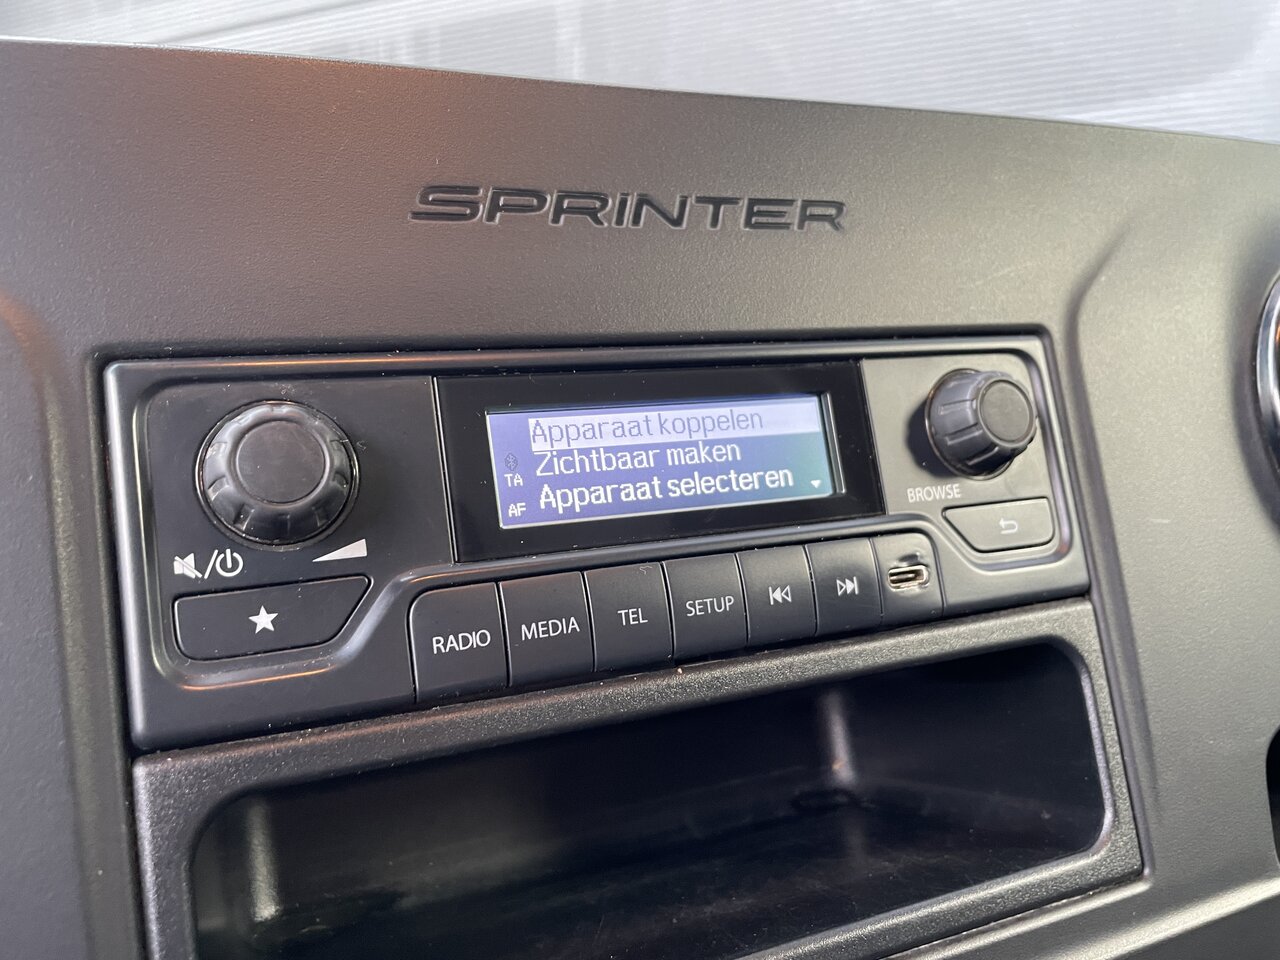 SPRINTER
Apparaat koppelen
Zichtbaar maken
TA
Apparaat selecteren
AF
BROWSE
RADIO
MEDIA
TEL
SETUP